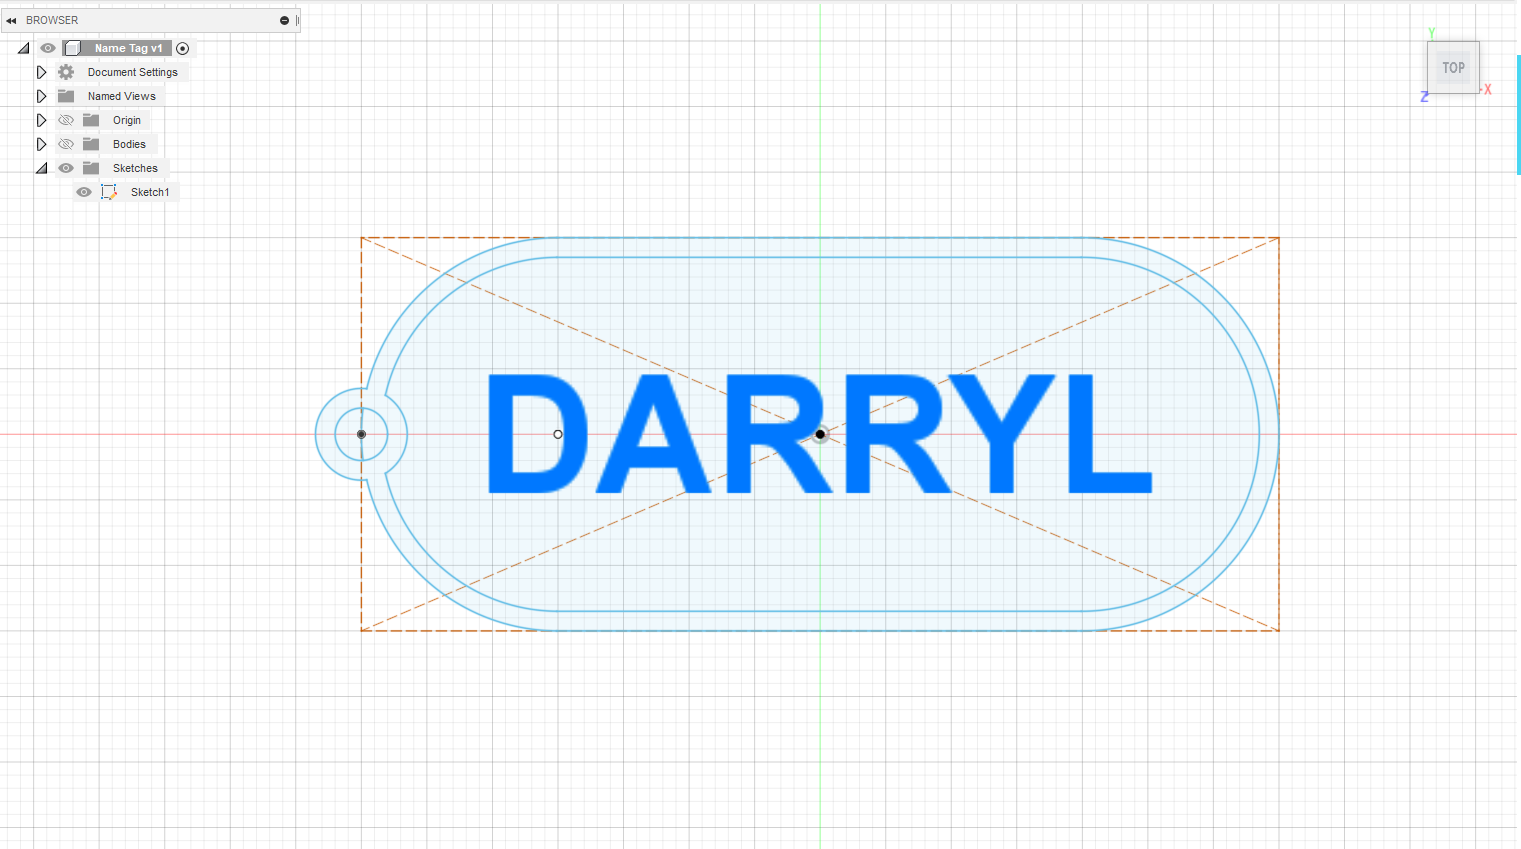 BROWSER
Name Tag v1
Document Settings
Named Views
Origin
Bodies
Sketches
Sketch1
Y
TOP
X
Z
DARRYL